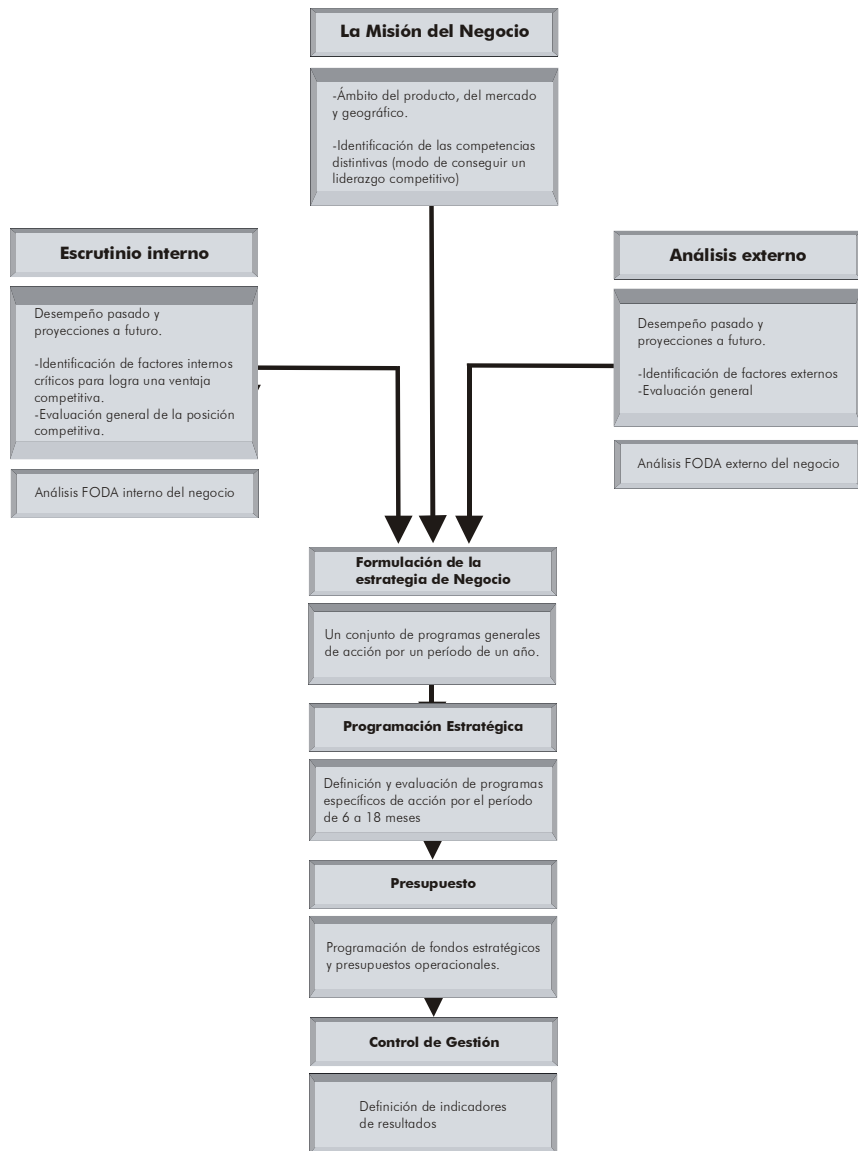 La Misión del Negocio
-Ámbito del producto, del mercado
y geográfico.
-Identificación de las competencias
distintivas (modo de conseguir un
liderazgo competitivo)
Escrutinio interno
Desempeño pasado y
proyecciones a futuro.
-Identificación de factores internos
críticos para logra una ventaja
competitiva.
-Evaluación general de la posición
competitiva.
Análisis FODA interno del negocio
Análisis externo
Desempeño pasado y
proyecciones a futuro.
-Identificación de factores externos
-Evaluación general
Análisis FODA externo del negocio
Formulación de la
estrategia de Negocio
Un conjunto de programas generales
de acción por un período de un año.
Programación Estratégica
Definición y evaluación de programas
específicos de acción por el período
de 6 a 18 meses
Presupuesto
Programación de fondos estratégicos
y presupuestos operacionales.
Control de Gestión
Definición de indicadores
de resultados